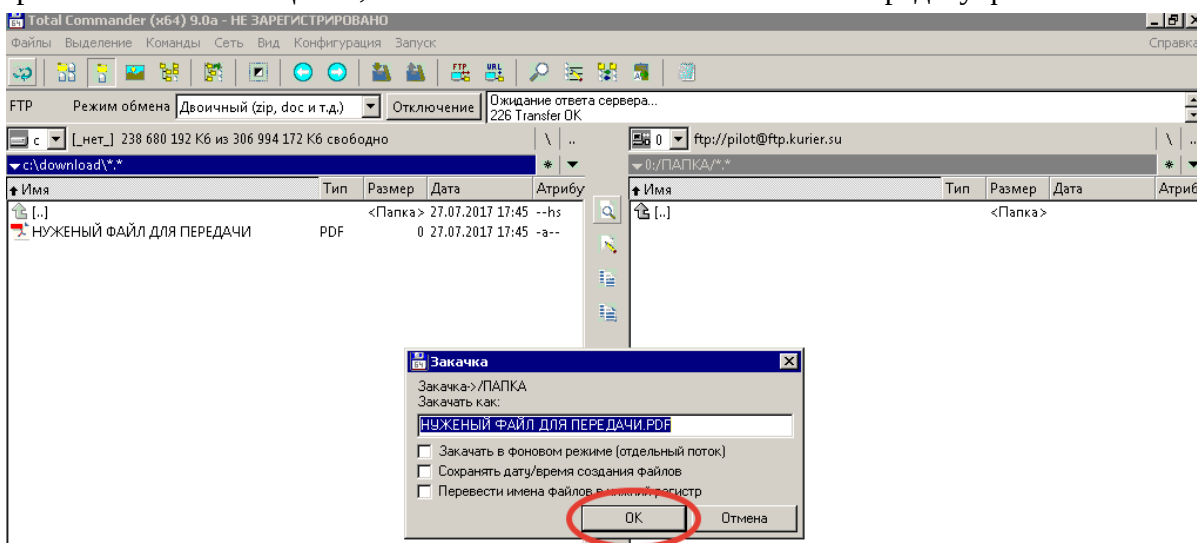 Total Commander (x64) 9.0a - НЕ ЗАРЕГИСТРИРОВАНО
Файлы Выделение Команды Сеть Вид Конфигурация Запуск Справка
FTP URL
FTP Режим обмена Двоичный (zip, doc и т.д.) Отключение Ожидание ответа сервера...
226 Transfer OK
c [_нет_] 238 680 192 Кб из 306 994 172 Кб свободно \ .. 0 ftp://pilot@ftp.kurier.su \ ..
c:\download\*.* * 0:/ПАПКА/*.* *
Имя Тип Размер Дата Атрибу Имя Тип Размер Дата Атриб
[..] <Папка> 27.07.2017 17:45 --hs [..] <Папка>
НУЖЕНЫЙ ФАЙЛ ДЛЯ ПЕРЕДАЧИ PDF 0 27.07.2017 17:45 -a--
Закачка
Закачка->/ПАПКА
Закачать как:
НУЖЕНЫЙ ФАЙЛ ДЛЯ ПЕРЕДАЧИ.PDF
Закачать в фоновом режиме (отдельный поток)
Сохранять дату/время создания файлов
Перевести имена файлов в нижний регистр
OK Отмена